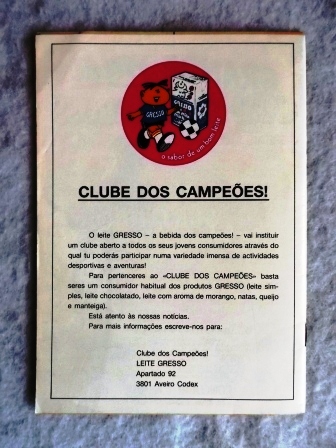 GRESSO
GRESSO
o sabor de um bom leite
CLUBE DOS CAMPEÕES!
O leite GRESSO – a bebida dos campeões! – vai instituir
um clube aberto a todos os seus jovens consumidores através do
qual tu poderás participar numa variedade imensa de actividades
desportivas e aventuras!
Para pertenceres ao «CLUBE DOS CAMPEÕES» basta
seres um consumidor habitual dos produtos GRESSO (leite sim-
ples, leite chocolatado, leite com aroma de morango, natas, queijo
e manteiga).
Está atento às nossas notícias.
Para mais informações escreve-nos para:
Clube dos Campeões!
LEITE GRESSO
Apartado 92
3801 Aveiro Codex